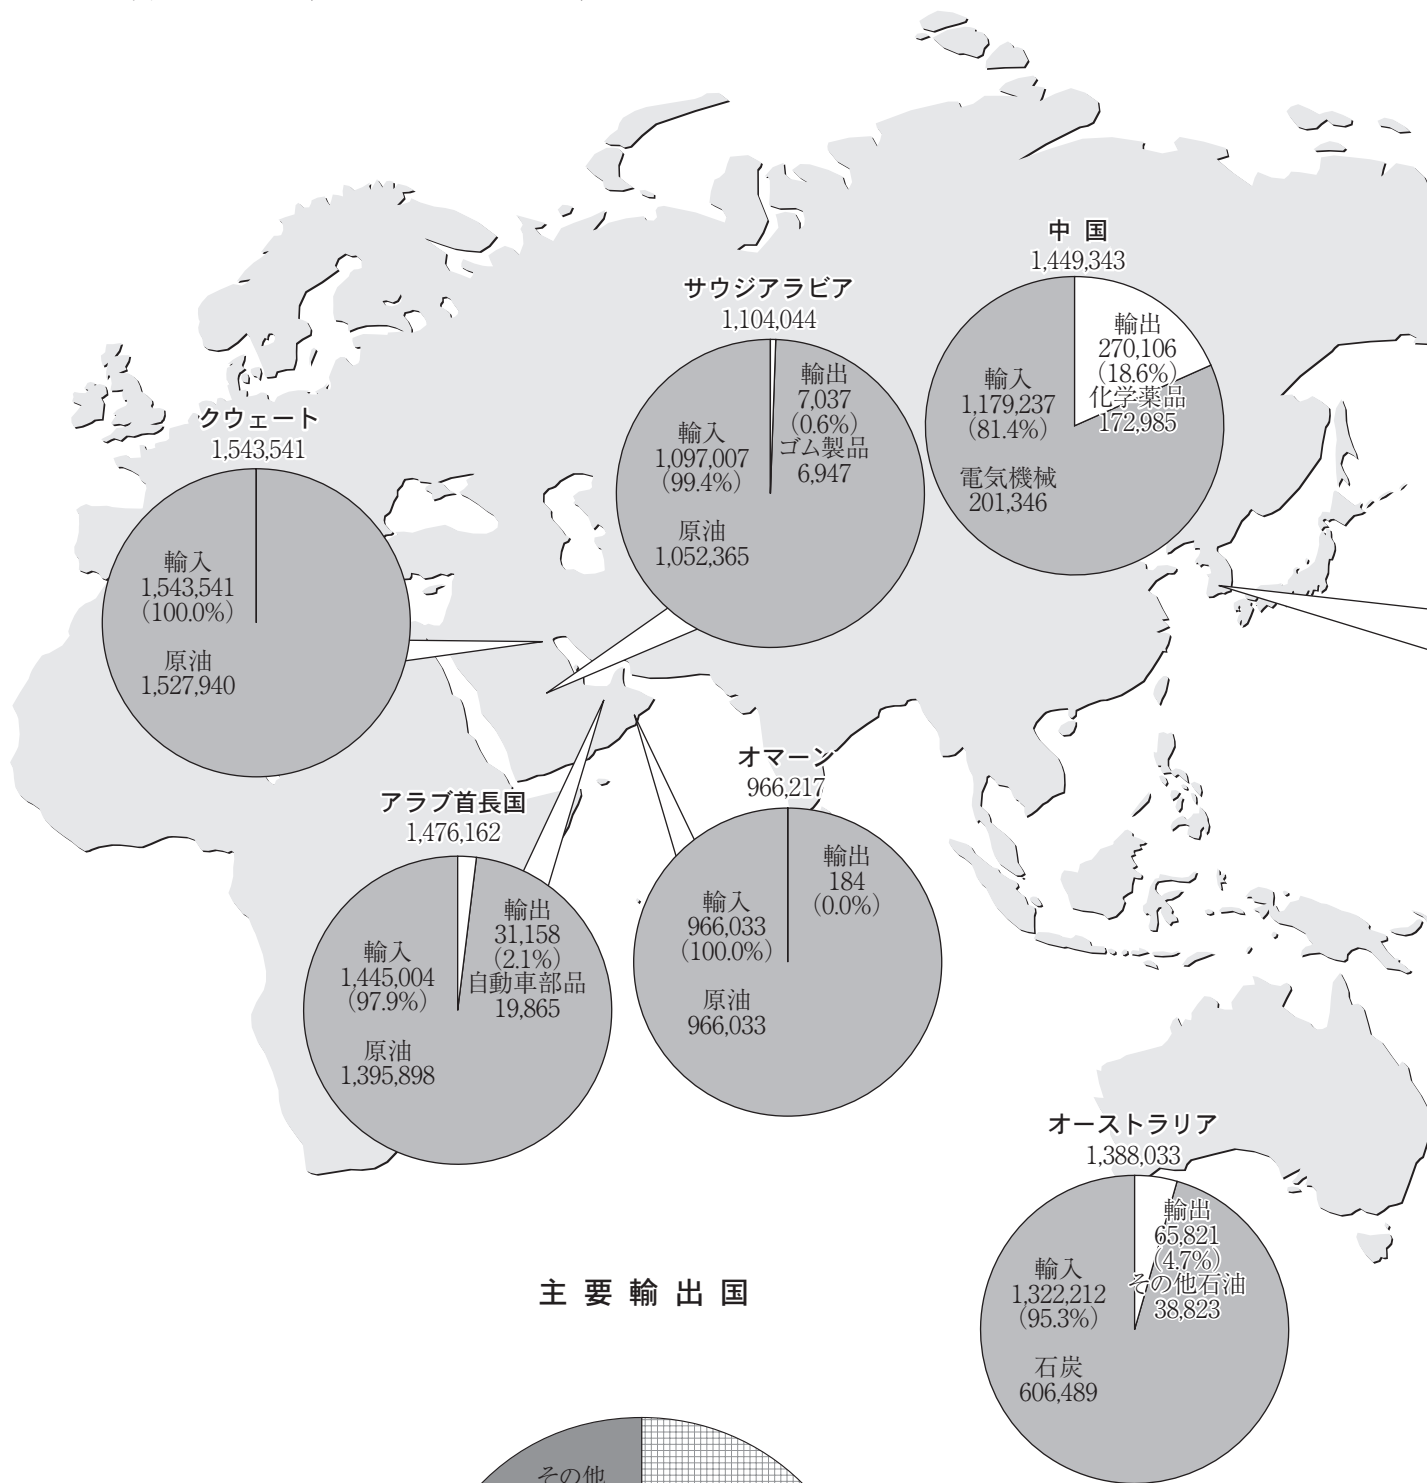 中国
1,449,343
輸出
270,106
(18.6%)
化学薬品
172,985
輸入
1,179,237
(81.4%)
電気機械
201,346
サウジアラビア
1,104,044
輸出
7,037
(0.6%)
ゴム製品
6,947
輸入
1,097,007
(99.4%)
原油
1,052,365
クウェート
1,543,541
輸入
1,543,541
(100.0%)
原油
1,527,940
アラブ首長国
1,476,162
輸出
31,158
(2.1%)
自動車部品
19,865
輸入
1,445,004
(97.9%)
原油
1,395,898
オマーン
966,217
輸出
184
(0.0%)
輸入
966,033
(100.0%)
原油
966,033
オーストラリア
1,388,033
輸出
65,821
(4.7%)
その他石油
38,823
輸入
1,322,212
(95.3%)
石炭
606,489
主要輸出国
その他